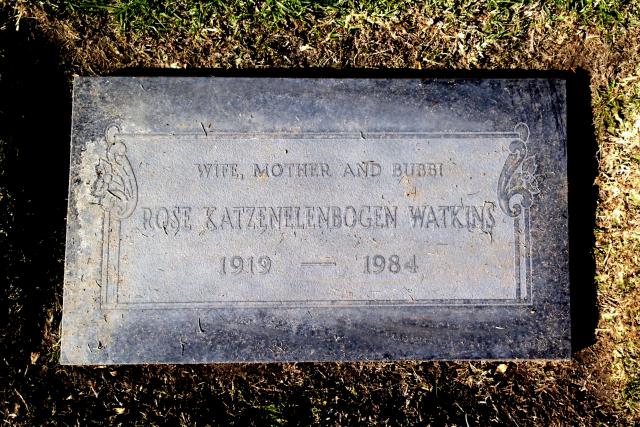 WIFE, MOTHER AND BUBBI
ROSE KATZENELENBOGEN WATKINS
1919 — 1984